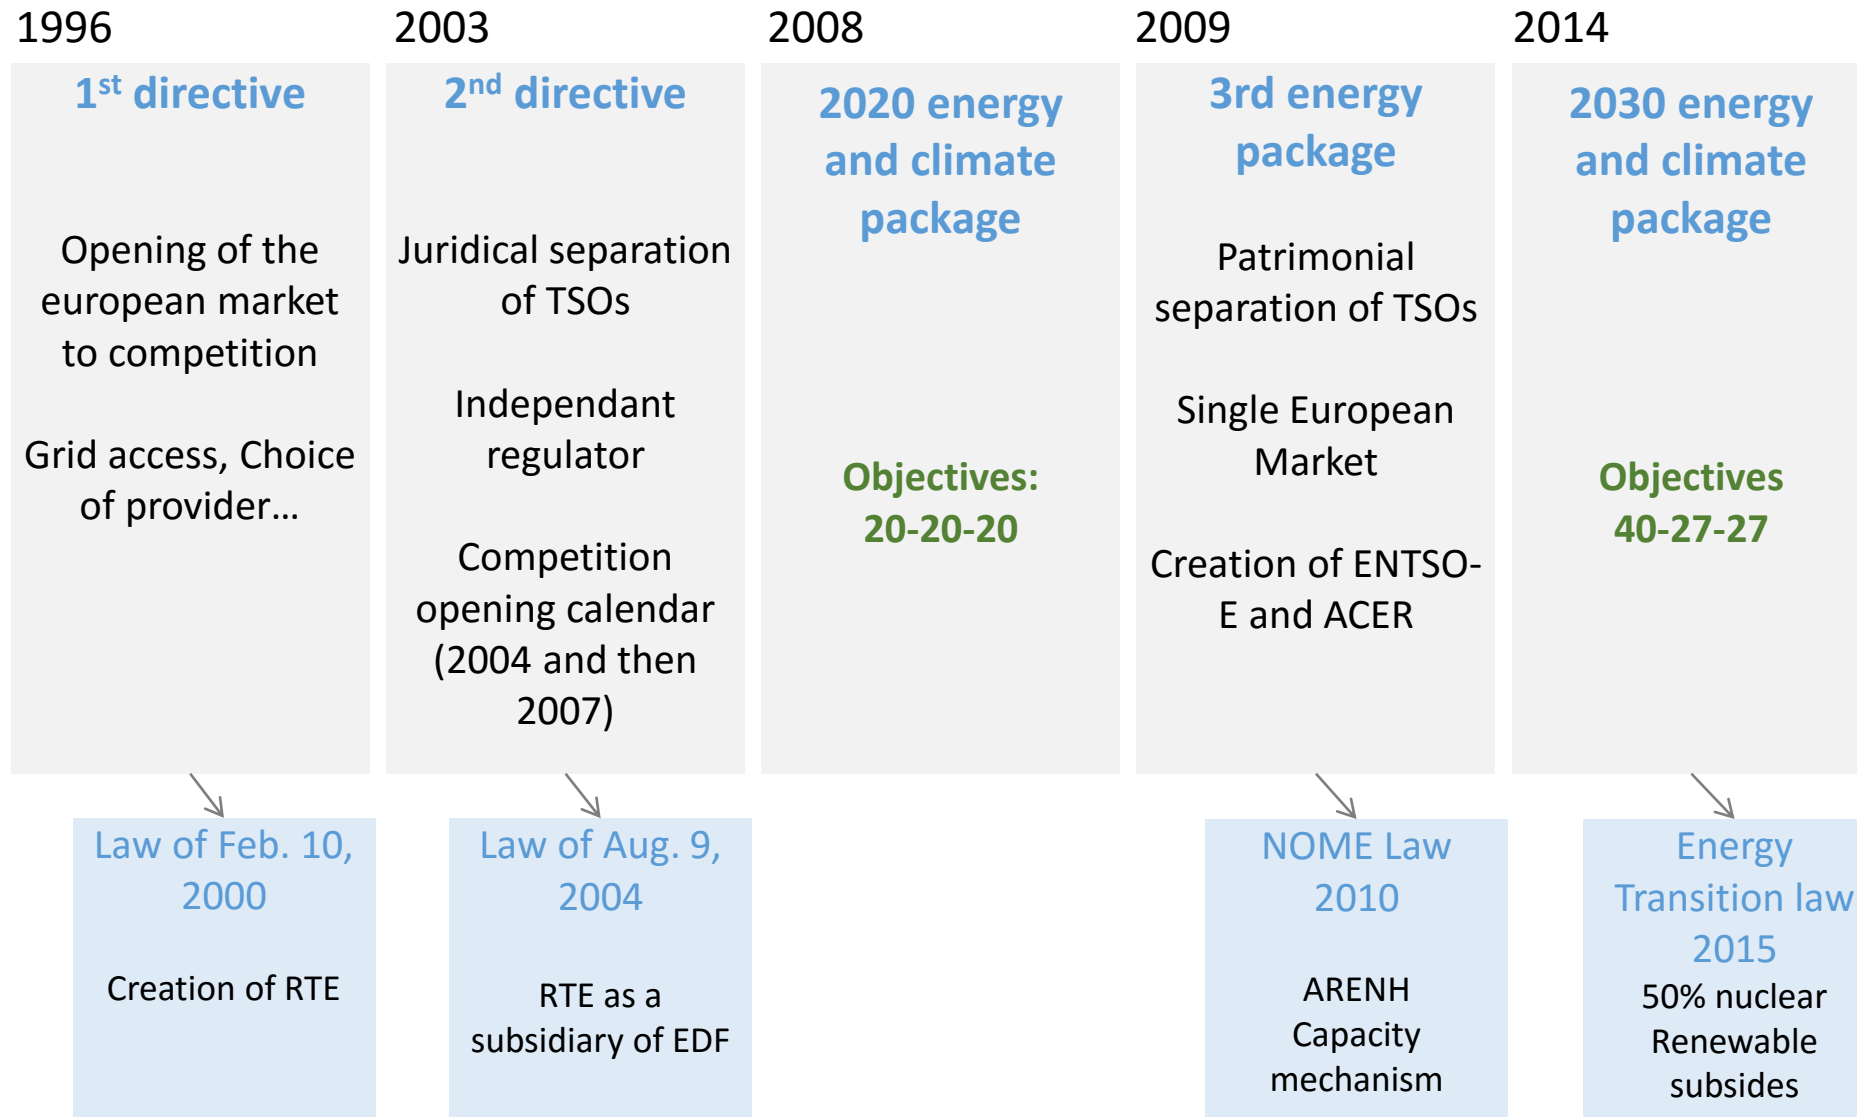 1996
1st directive
Opening of the
european market
to competition
Grid access, Choice
of provider...
Law of Feb. 10,
2000
Creation of RTE
2003
2nd directive
Juridical separation
of TSOs
Independant
regulator
Competition
opening calendar
(2004 and then
2007)
Law of Aug. 9,
2004
RTE as a
subsidiary of EDF
2008
2020 energy
and climate
package
Objectives:
20-20-20
2009
3rd energy
package
Patrimonial
separation of TSOs
Single European
Market
Creation of ENTSO-
E and ACER
NOME Law
2010
ARENH
Capacity
mechanism
2014
2030 energy
and climate
package
Objectives
40-27-27
Energy
Transition law
2015
50% nuclear
Renewable
subsides